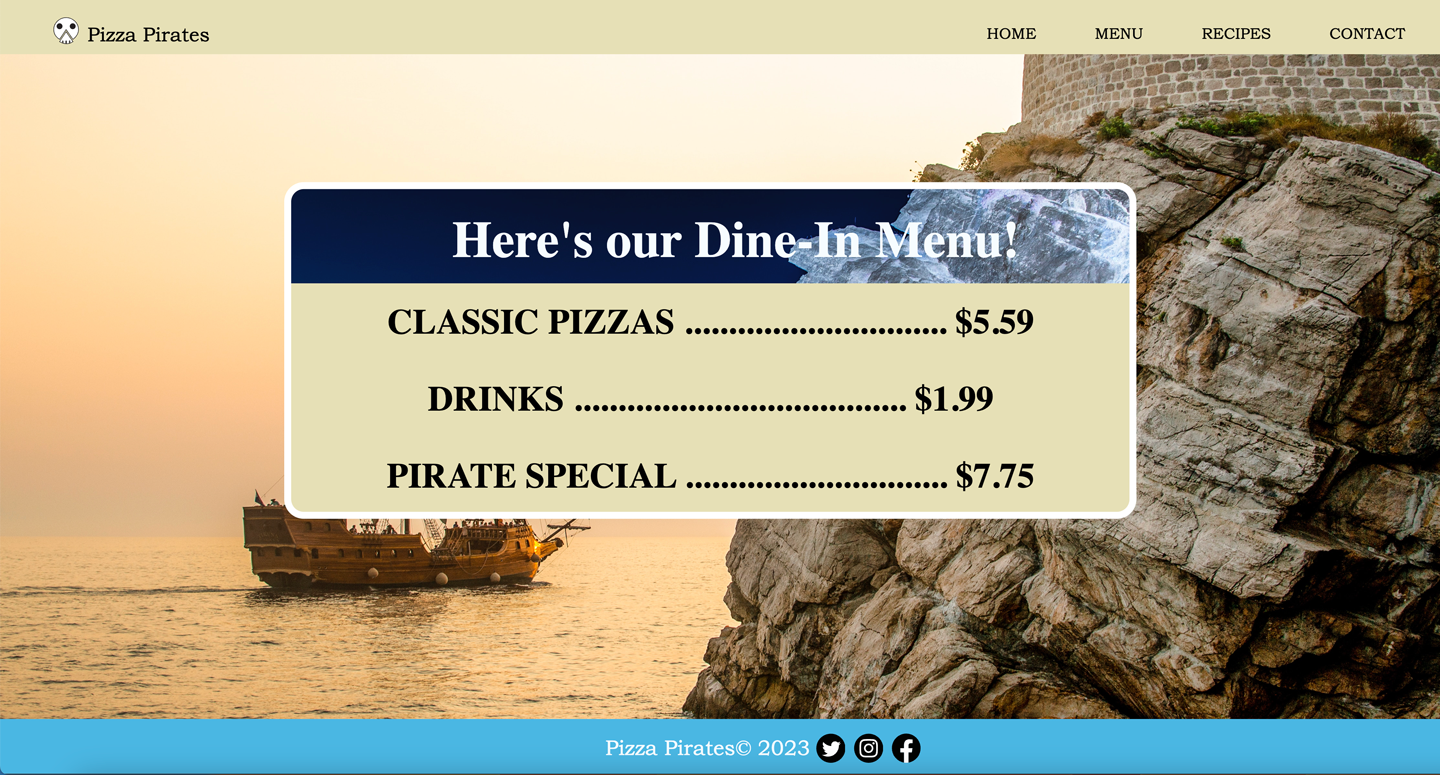 Pizza Pirates
HOME MENU RECIPES CONTACT
Here's our Dine-In Menu!
CLASSIC PIZZAS .............................. $5.59
DRINKS ...................................... $1.99
PIRATE SPECIAL .............................. $7.75
Pizza Pirates© 2023